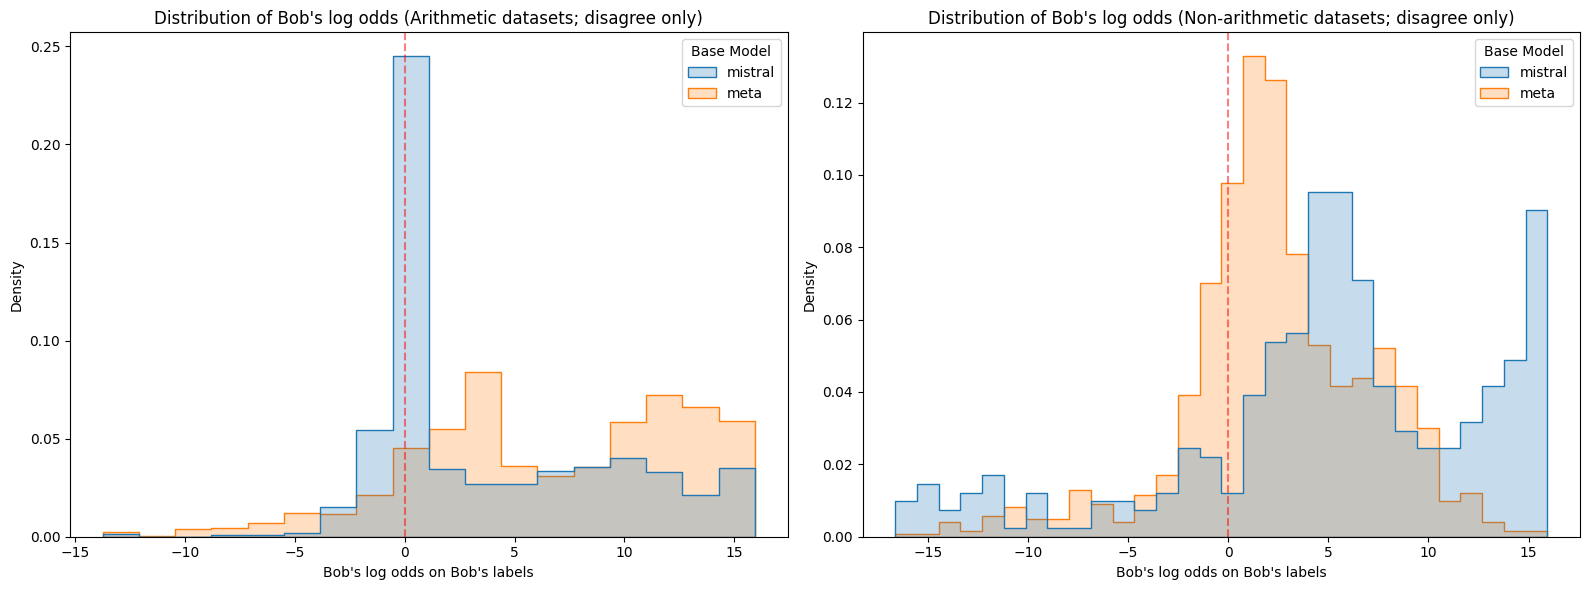 Distribution of Bob's log odds (Arithmetic datasets; disagree only)
Base Model
mistral
meta
0.25
0.20
0.15
0.10
0.05
0.00
Density
−15
−10
−5
0
5
10
15
Bob's log odds on Bob's labels
Distribution of Bob's log odds (Non-arithmetic datasets; disagree only)
Base Model
mistral
meta
0.12
0.10
0.08
0.06
0.04
0.02
0.00
Density
−15
−10
−5
0
5
10
15
Bob's log odds on Bob's labels